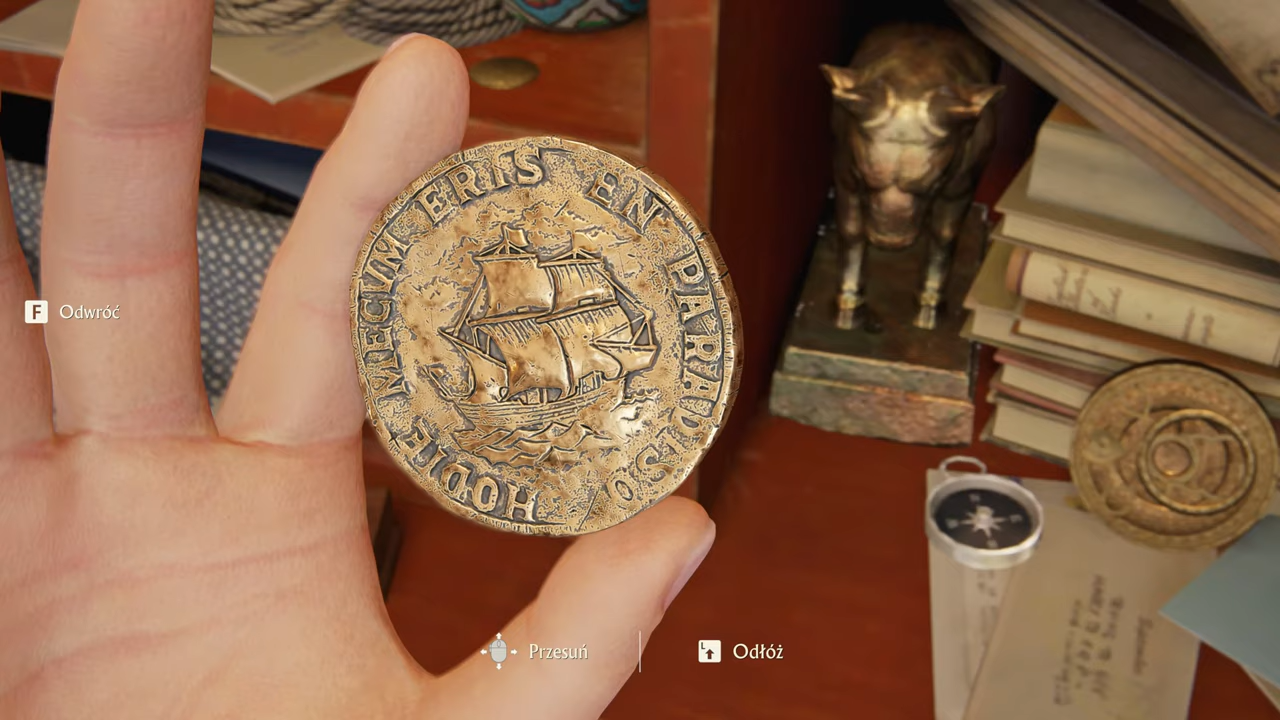 HODIE MECVM ERIS EN PARADISO
F Odwróć
Przesuń
L Odłóż